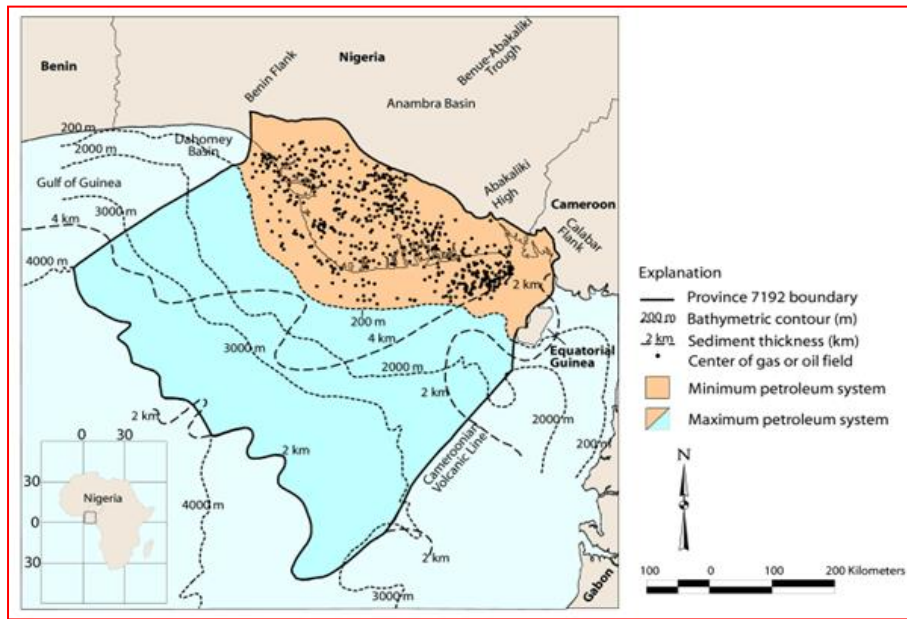 Benin
Nigeria
Benin Flank
Benue-Abakaliki
Trough
Anambra Basin
200 m
2000 m
Dahomey
Basin
Gulf of Guinea
3000 m
4 km
4000 m
Abakaliki
High
Cameroon
Calabar
Flank
2 km
200 m
4 km
3000 m
2000 m
Equatorial
Guinea
2 km
2000 m
200 m
2 km
2 km
Cameroonian
Volcanic Line
4000 m
2 km
3000 m
Gabon
0 30
30
0
30
Nigeria
Explanation
Province 7192 boundary
200 m Bathymetric contour (m)
2 km Sediment thickness (km)
Center of gas or oil field
Minimum petroleum system
Maximum petroleum system
N
100 0 100 200 Kilometers